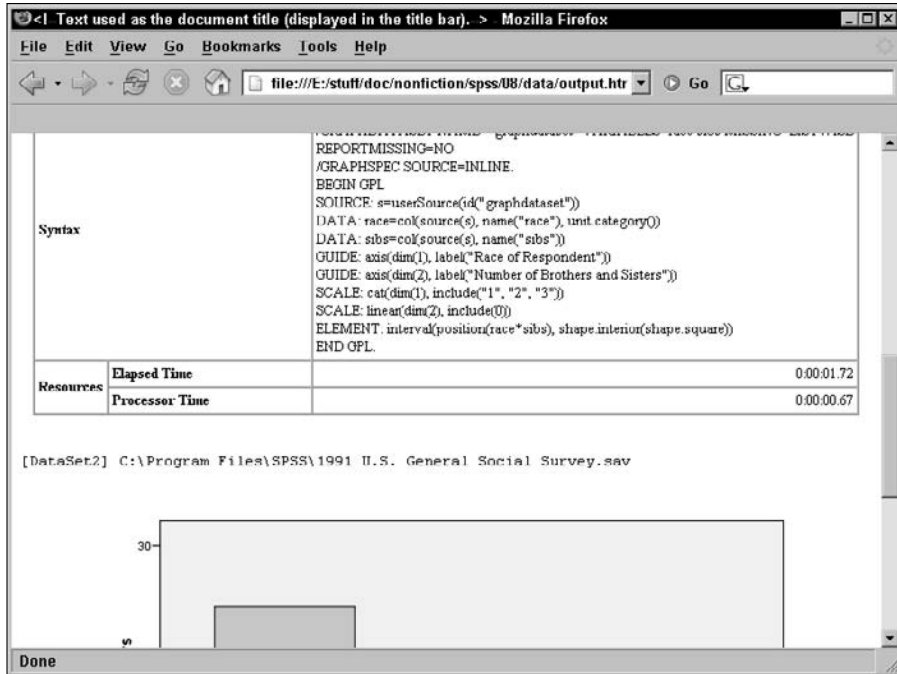 <! Text used as the document title (displayed in the title bar). > Mozilla Firefox
File Edit View Go Bookmarks Tools Help
file:///E:/stuff/doc/nonfiction/spss/08/data/output.htr Go
REPORTMISSING=NO
/GRAPHSPEC SOURCE=INLINE.
BEGIN GPL
SOURCE: s=userSource(id("graphdataset"))
DATA: race=col(source(s), name("race"), unit.category())
DATA: sibs=col(source(s), name("sibs"))
GUIDE: axis(dim(1), label("Race of Respondent"))
GUIDE: axis(dim(2), label("Number of Brothers and Sisters"))
SCALE: cat(dim(1), include("1", "2", "3"))
SCALE: linear(dim(2), include(0))
ELEMENT: interval(position(race*sibs), shape.interior(shape.square))
END GPL.
Syntax
Resources
Elapsed Time 0:00:01.72
Processor Time 0:00:00.67
[DataSet2] C:\Program Files\SPSS\1991 U.S. General Social Survey.sav
30
s
Done